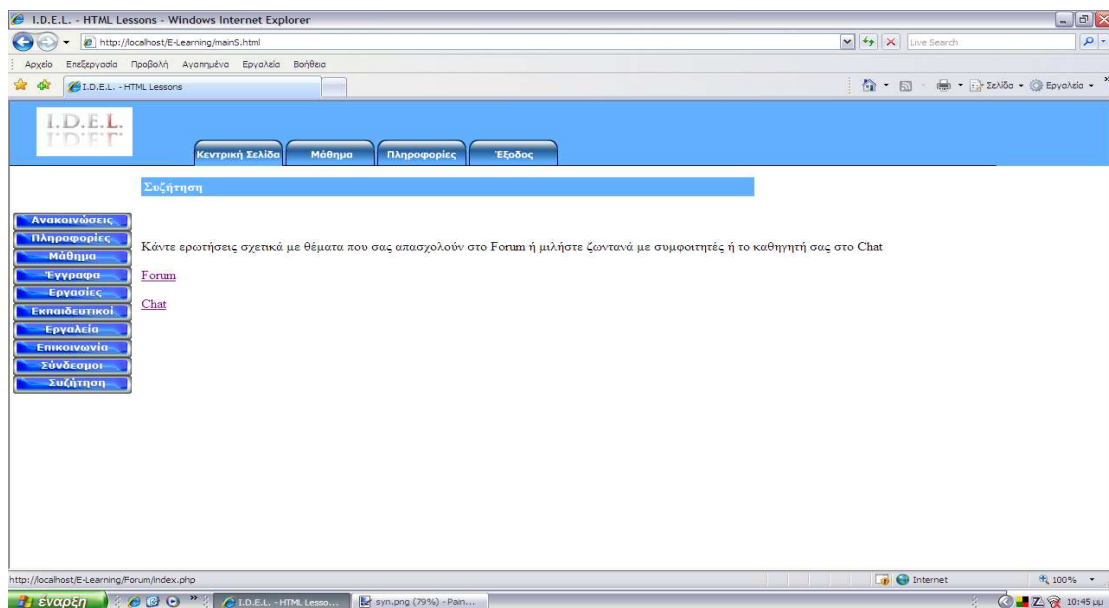 I.D.E.L. - HTML Lessons - Windows Internet Explorer
http://localhost/E-Learning/mainS.html
Live Search
Αρχείο Επεξεργασία Προβολή Αγαπημένα Εργαλεία Βοήθεια
I.D.E.L. - HTML Lessons
Σελίδα Εργαλεία
I.D.E.L.
Κεντρική Σελίδα Μάθημα Πληροφορίες Έξοδος
Συζήτηση
Ανακοινώσεις
Πληροφορίες
Μάθημα
Έγγραφα
Εργασίες
Εκπαιδευτικοί
Εργαλεία
Επικοινωνία
Σύνδεσμοι
Συζήτηση
Κάντε ερωτήσεις σχετικά με θέματα που σας απασχολούν στο Forum ή μιλήστε ζωντανά με συμφοιτητές ή το καθηγητή σας στο Chat
Forum
Chat
http://localhost/E-Learning/Forum/index.php
Internet
100%
έναρξη
I.D.E.L. - HTML Lesso...
syn.png (79%) - Pain...
10:45 μμ